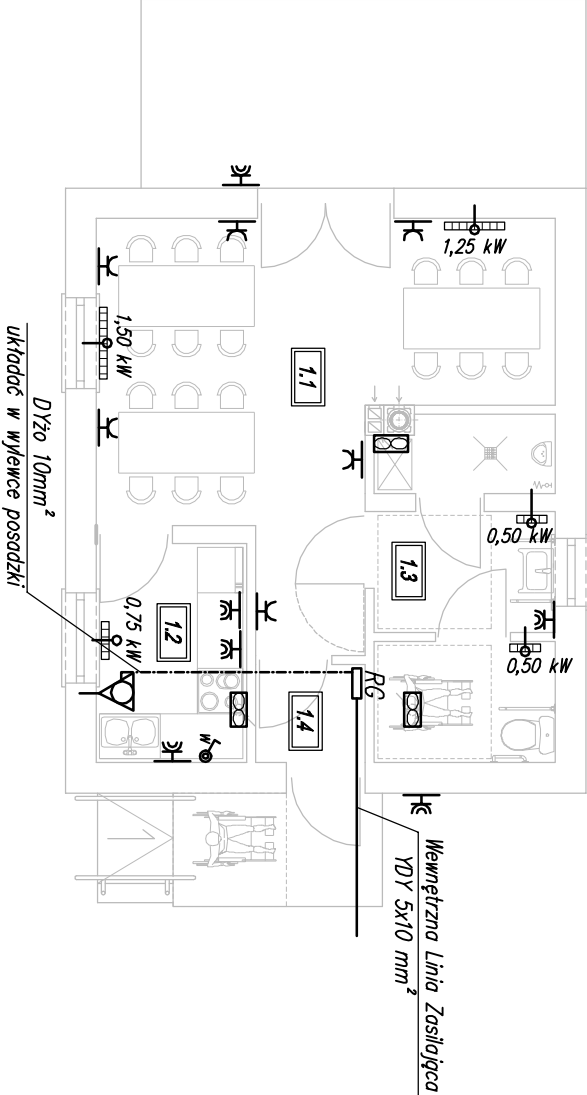 1,25 kW
1,50 kW
1.1
0,50 kW
1.3
0,75 kW
1.2
0,50 kW
RG
1.4
w
DYżo 10mm²
układać w wylewce posadzki
Wewnętrzna Linia Zasilająca
YDY 5x10 mm²